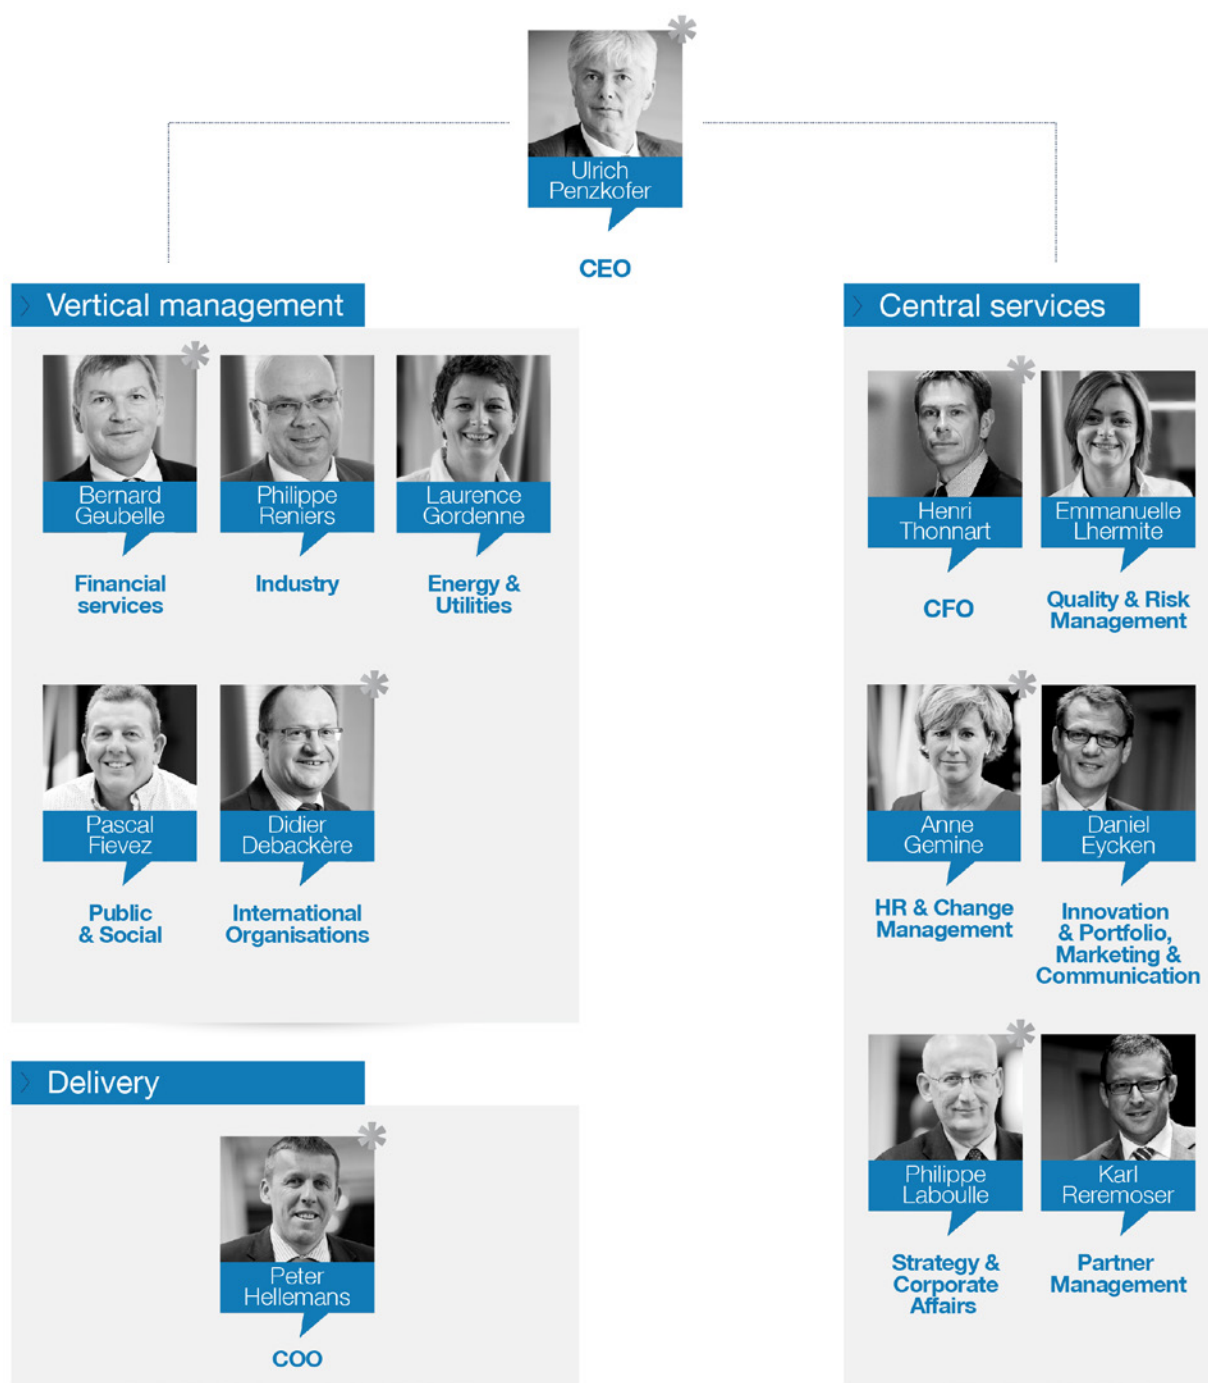 Ulrich
Penzkofer
CEO
Vertical management
Bernard
Geubelle
Financial
services
Philippe
Reniers
Industry
Laurence
Gordenne
Energy &
Utilities
Pascal
Fievez
Public
& Social
Didier
Debackère
International
Organisations
Delivery
Peter
Hellemans
COO
Central services
Henri
Thonnart
CFO
Emmanuelle
Lhermite
Quality & Risk
Management
Anne
Gemine
HR & Change
Management
Daniel
Eycken
Innovation
& Portfolio,
Marketing &
Communication
Philippe
Laboulle
Strategy &
Corporate
Affairs
Karl
Reremoser
Partner
Management